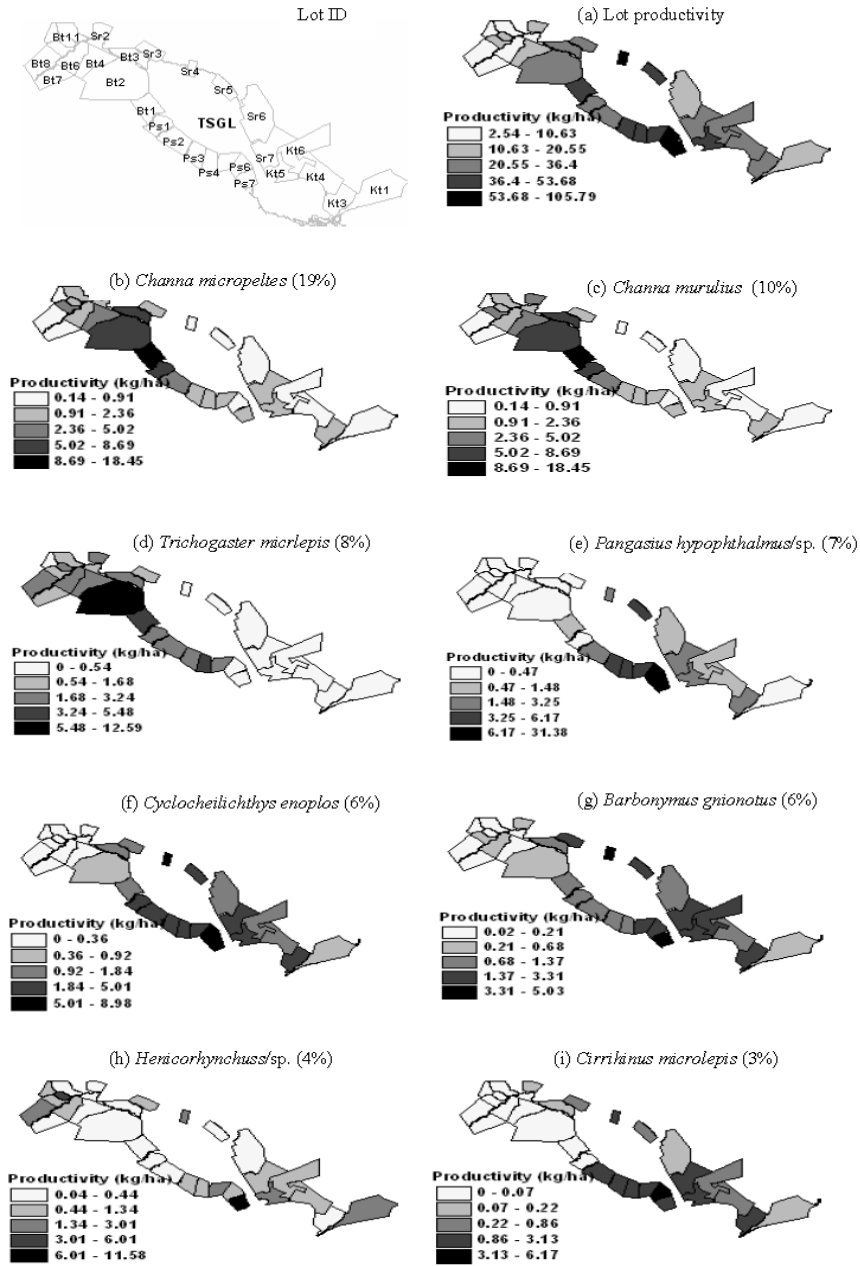 Lot ID
Bt11 Sr2
Bt8 Bt6 Bt4 Bt3 Sr3
Bt7 Bt2 Sr4
Sr5
Bt1 TSGL Sr6
Ps1
Ps2
Ps3 Ps6 Sr7 Kt6
Ps4 Ps7 Kt5 Kt4 Kt1
Kt3
(a) Lot productivity
Productivity (kg/ha)
2.54 - 10.63
10.63 - 20.55
20.55 - 36.4
36.4 - 53.68
53.68 - 105.79
(b) Channa micropeltes (19%)
Productivity (kg/ha)
0.14 - 0.91
0.91 - 2.36
2.36 - 5.02
5.02 - 8.69
8.69 - 18.45
(c) Channa murulius (10%)
Productivity (kg/ha)
0.14 - 0.91
0.91 - 2.36
2.36 - 5.02
5.02 - 8.69
8.69 - 18.45
(d) Trichogaster micrlepis (8%)
Productivity (kg/ha)
0 - 0.54
0.54 - 1.68
1.68 - 3.24
3.24 - 5.48
5.48 - 12.59
(e) Pangasius hypophthalmus/sp. (7%)
Productivity (kg/ha)
0 - 0.47
0.47 - 1.48
1.48 - 3.25
3.25 - 6.17
6.17 - 31.38
(f) Cyclocheilichthys enoplos (6%)
Productivity (kg/ha)
0 - 0.36
0.36 - 0.92
0.92 - 1.84
1.84 - 5.01
5.01 - 8.98
(g) Barbonymus gnionotus (6%)
Productivity (kg/ha)
0.02 - 0.21
0.21 - 0.68
0.68 - 1.37
1.37 - 3.31
3.31 - 5.03
(h) Henicorhynchuss/sp. (4%)
Productivity (kg/ha)
0.04 - 0.44
0.44 - 1.34
1.34 - 3.01
3.01 - 6.01
6.01 - 11.58
(i) Cirrihinus microlepis (3%)
Productivity (kg/ha)
0 - 0.07
0.07 - 0.22
0.22 - 0.86
0.86 - 3.13
3.13 - 6.17